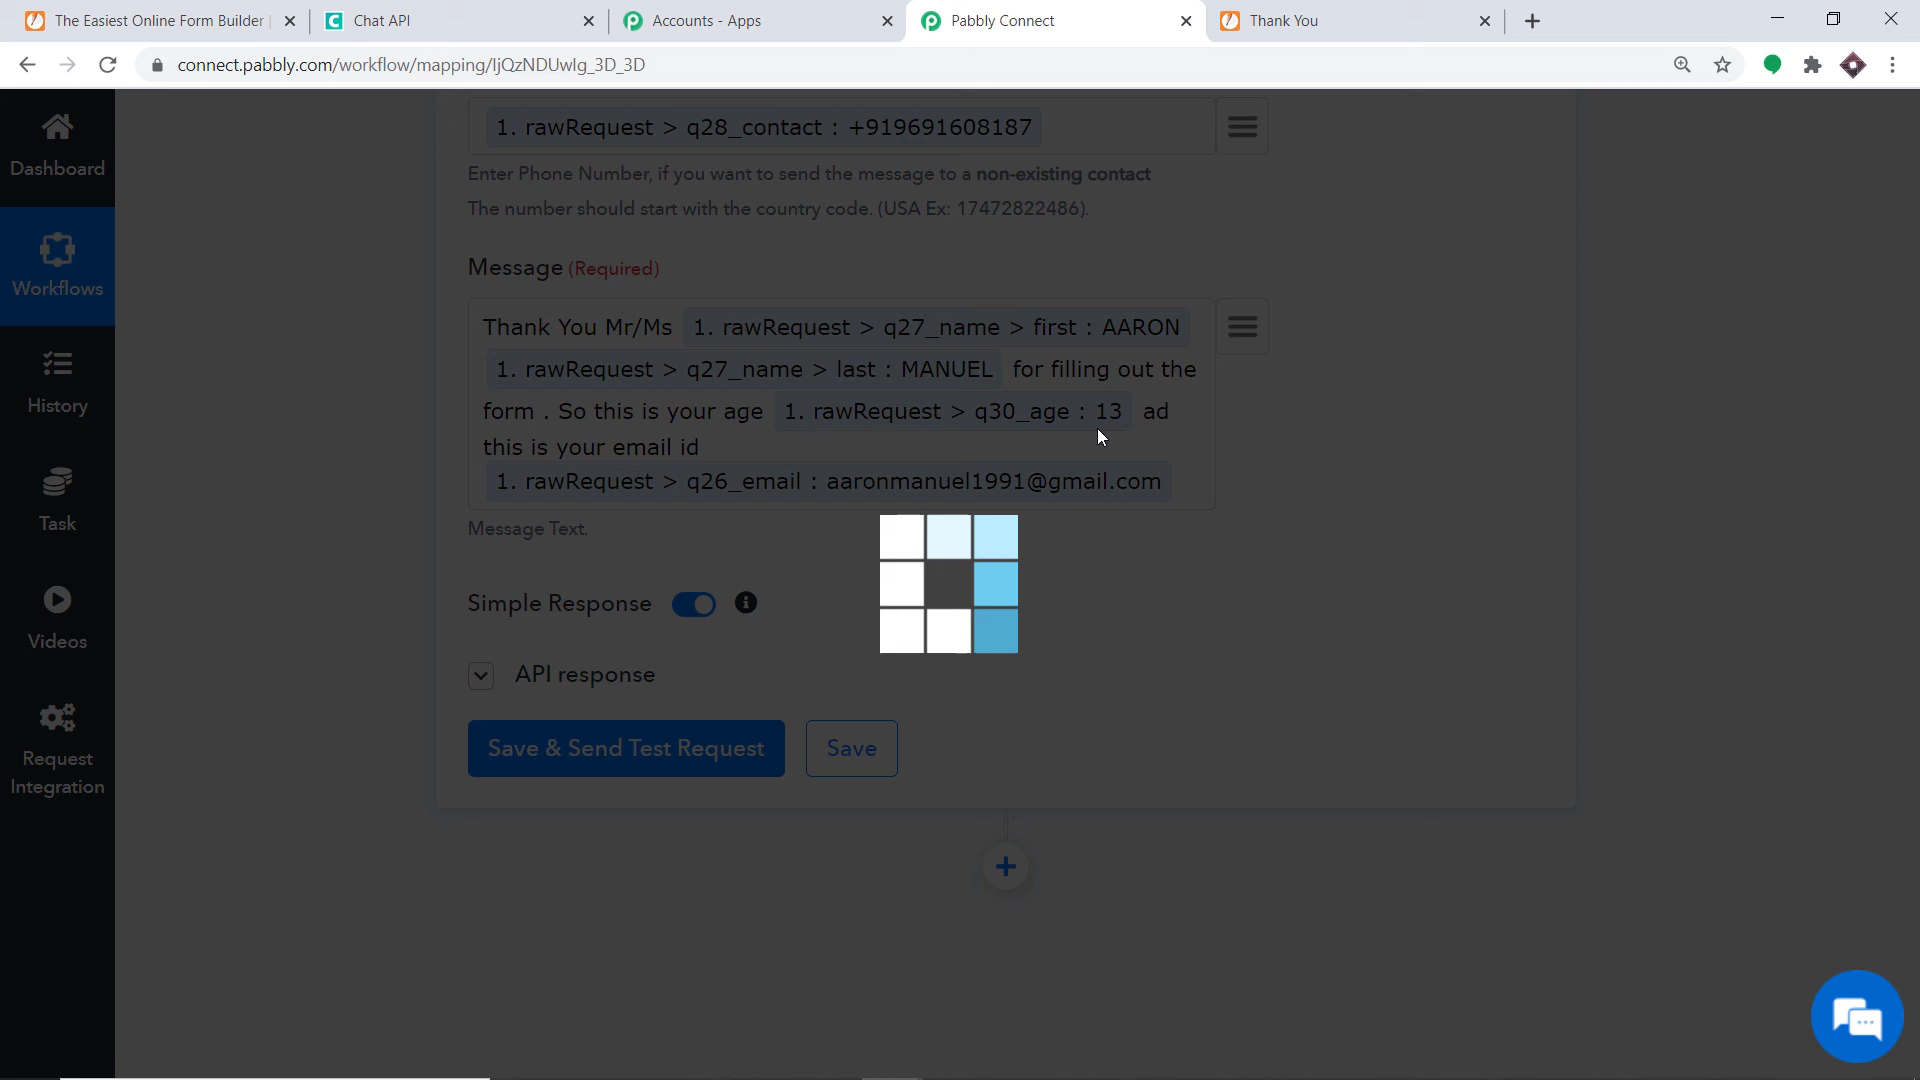 The Easiest Online Form Builder
Chat API
Accounts - Apps
Pabbly Connect
Thank You
connect.pabbly.com/workflow/mapping/IjQzNDUwIg_3D_3D
Dashboard
Workflows
History
Task
Videos
Request
Integration
1. rawRequest > q28_contact : +919691608187
Enter Phone Number, if you want to send the message to a non-existing contact
The number should start with the country code. (USA Ex: 17472822486).
Message (Required)
Thank You Mr/Ms 1. rawRequest > q27_name > first : AARON
1. rawRequest > q27_name > last : MANUEL for filling out the
form . So this is your age 1. rawRequest > q30_age : 13 ad
this is your email id
1. rawRequest > q26_email : aaronmanuel1991@gmail.com
Message Text.
Simple Response
API response
Save & Send Test Request
Save